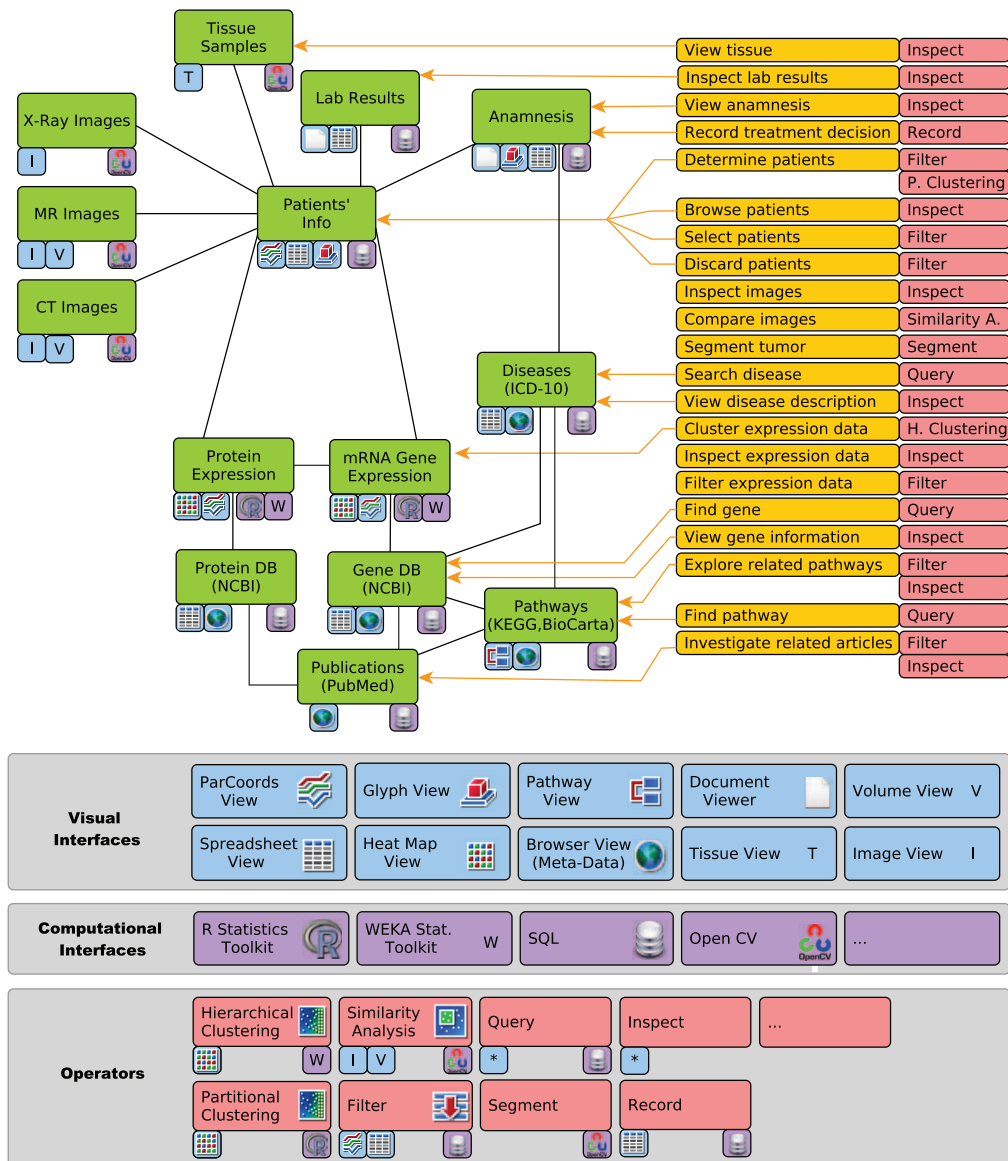 Tissue
Samples
T
OpenCV
Lab Results
X-Ray Images
I
OpenCV
Anamnesis
MR Images
I V
OpenCV
Patients'
Info
CT Images
I V
OpenCV
Diseases
(ICD-10)
Protein
Expression
R W
mRNA Gene
Expression
R W
Protein DB
(NCBI)
Gene DB
(NCBI)
Pathways
(KEGG,BioCarta)
Publications
(PubMed)
View tissue Inspect
Inspect lab results Inspect
View anamnesis Inspect
Record treatment decision Record
Determine patients Filter
P. Clustering
Browse patients Inspect
Select patients Filter
Discard patients Filter
Inspect images Inspect
Compare images Similarity A.
Segment tumor Segment
Search disease Query
View disease description Inspect
Cluster expression data H. Clustering
Inspect expression data Inspect
Filter expression data Filter
Find gene Query
View gene information Inspect
Explore related pathways Filter
Inspect
Find pathway Query
Investigate related articles Filter
Inspect
Visual
Interfaces
ParCoords
View
Glyph View
Pathway
View
Document
Viewer
Volume View V
Spreadsheet
View
Heat Map
View
Browser View
(Meta-Data)
Tissue View T
Image View I
Computational
Interfaces
R Statistics
Toolkit
R
WEKA Stat.
Toolkit W
SQL
Open CV
OpenCV
...
Operators
Hierarchical
Clustering
W
Similarity
Analysis
I V
OpenCV
Query
*
Inspect
*
...
Partitional
Clustering
R
Filter
Segment
OpenCV
Record